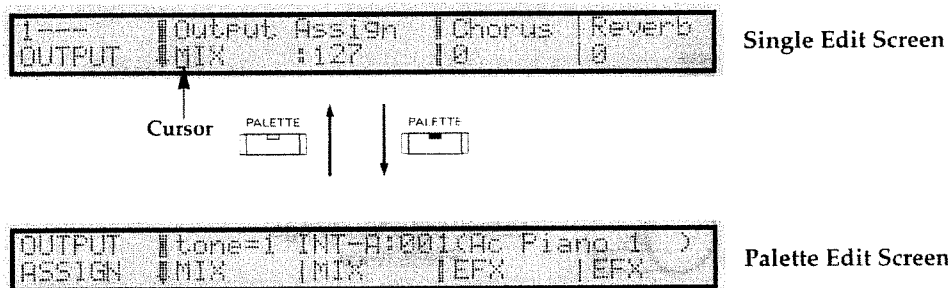 1--- Output Assign Chorus Reverb
OUTPUT MIX :127 0 0
Single Edit Screen
Cursor
PALETTE PALETTE
OUTPUT tone=1 INT-A:001(Ac Piano 1 )
ASSIGN MIX MIX EFX EFX
Palette Edit Screen